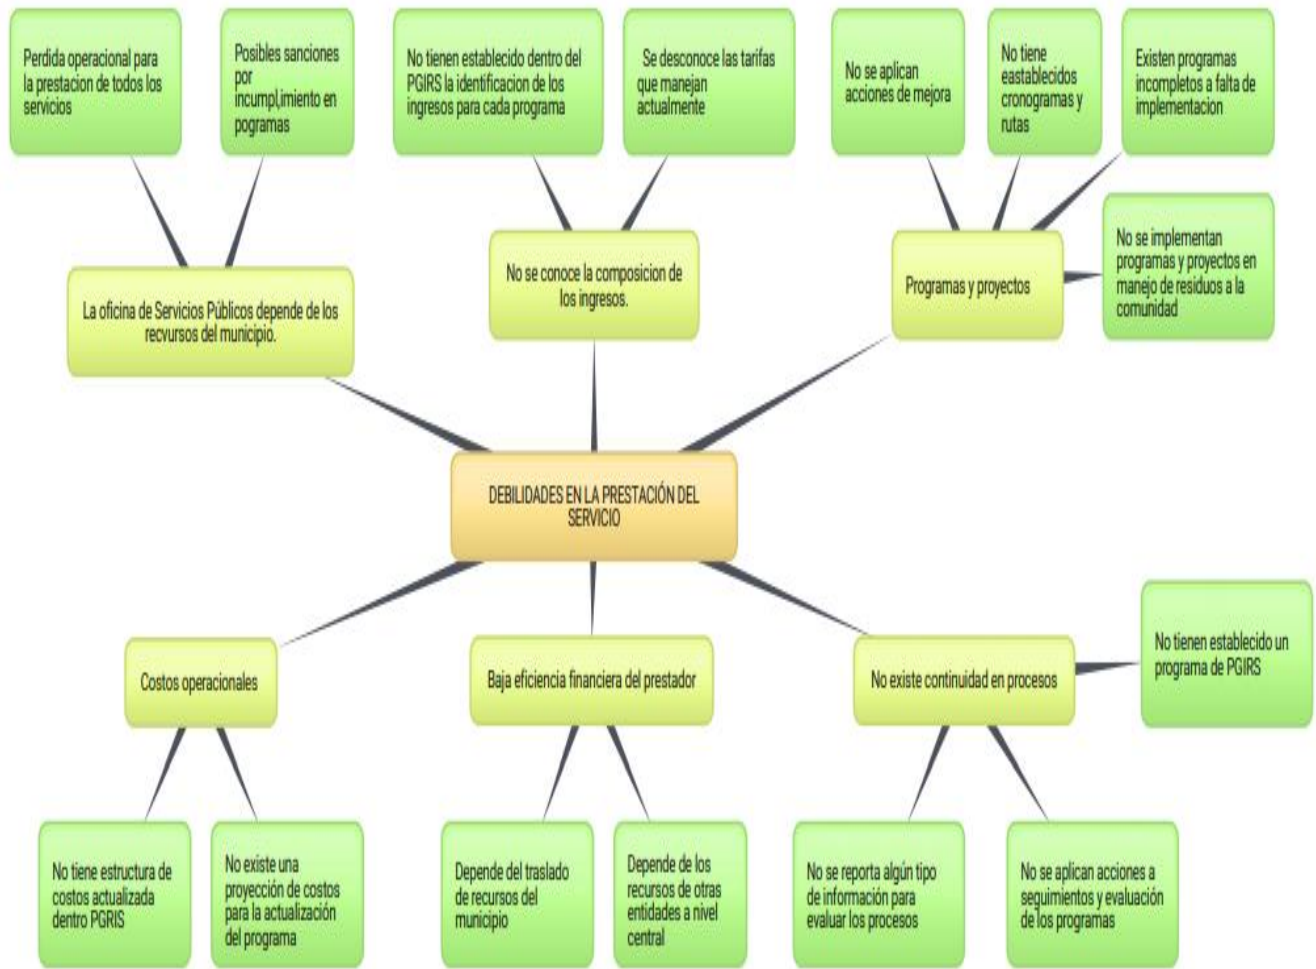 Perdida operacional para
la prestacion de todos los
servicios
Posibles sanciones
por
incumpl,imiento en
pogramas
No tienen establecido dentro del
PGIRS la identificacion de los
ingresos para cada programa
Se desconoce las tarifas
que manejan
actualmente
No se aplican
acciones de mejora
No tiene
eastablecidos
cronogramas y
rutas
Existen programas
incompletos a falta de
implementacion
No se implementan
programas y proyectos en
manejo de residuos a la
comunidad
La oficina de Servicios Públicos depende de los
recvursos del municipio.
No se conoce la composicion de
los ingresos.
Programas y proyectos
DEBILIDADES EN LA PRESTACIÓN DEL
SERVICIO
Costos operacionales
Baja eficiencia financiera del prestador
No existe continuidad en procesos
No tienen establecido un
programa de PGIRS
No tiene estructura de
costos actualizada
dentro PGRIS
No existe una
proyección de costos
para la actualización
del programa
Depende del traslado
de recursos del
municipio
Depende de los
recursos de otras
entidades a nivel
central
No se reporta algún tipo
de información para
evaluar los procesos
No se aplican acciones a
seguimientos y evaluación
de los programas